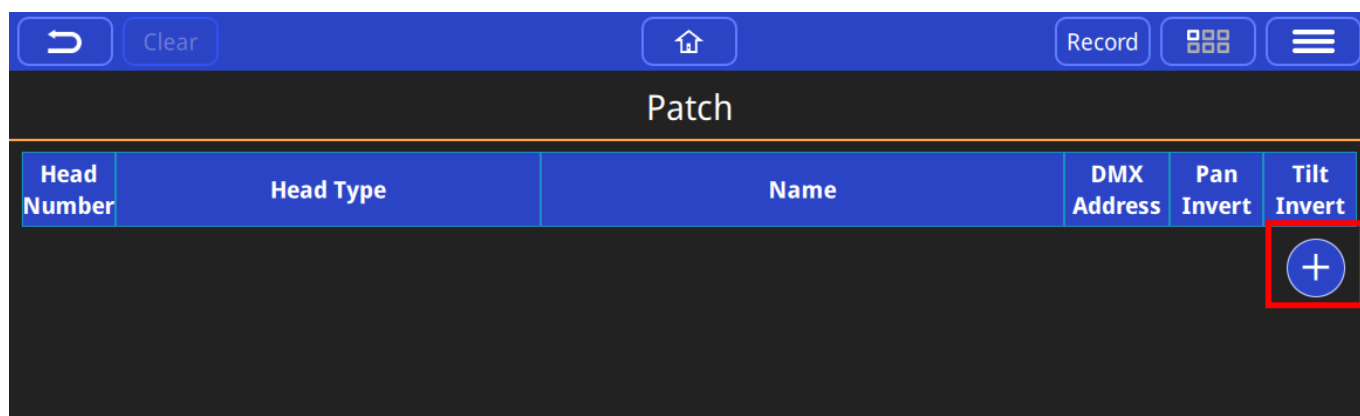 Clear
Record
Patch
Head Number
Head Type
Name
DMX Address
Pan Invert
Tilt Invert